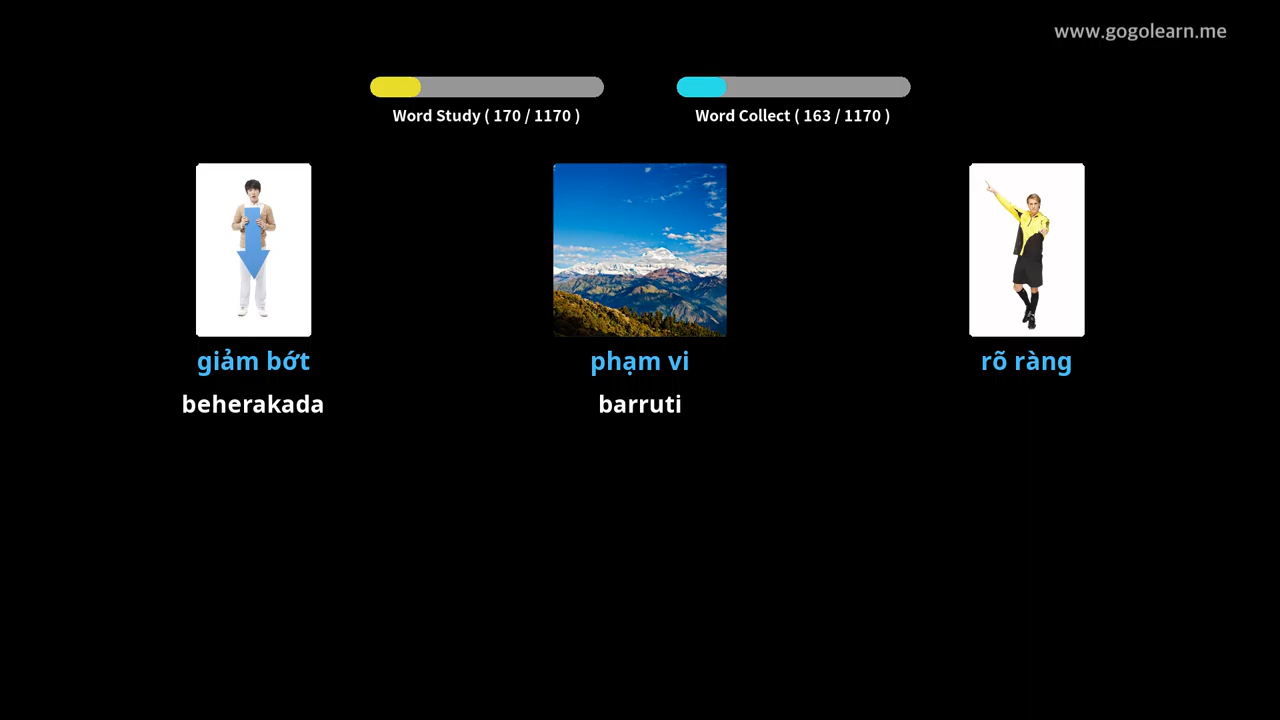 www.gogolearn.me
Word Study ( 170 / 1170 )
Word Collect ( 163 / 1170 )
giảm bớt
phạm vi
rõ ràng
beherakada
barruti